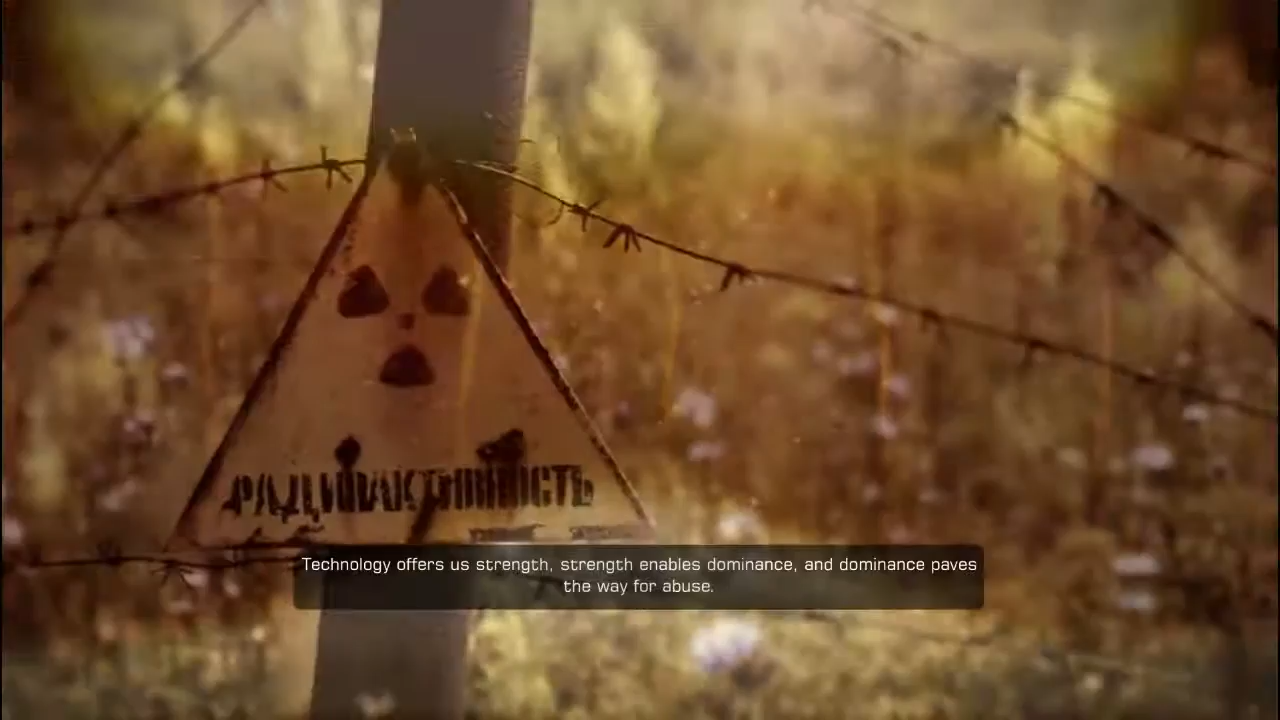 РАДИОАКТИВНОСТЬ
Technology offers us strength, strength enables dominance, and dominance paves
the way for abuse.